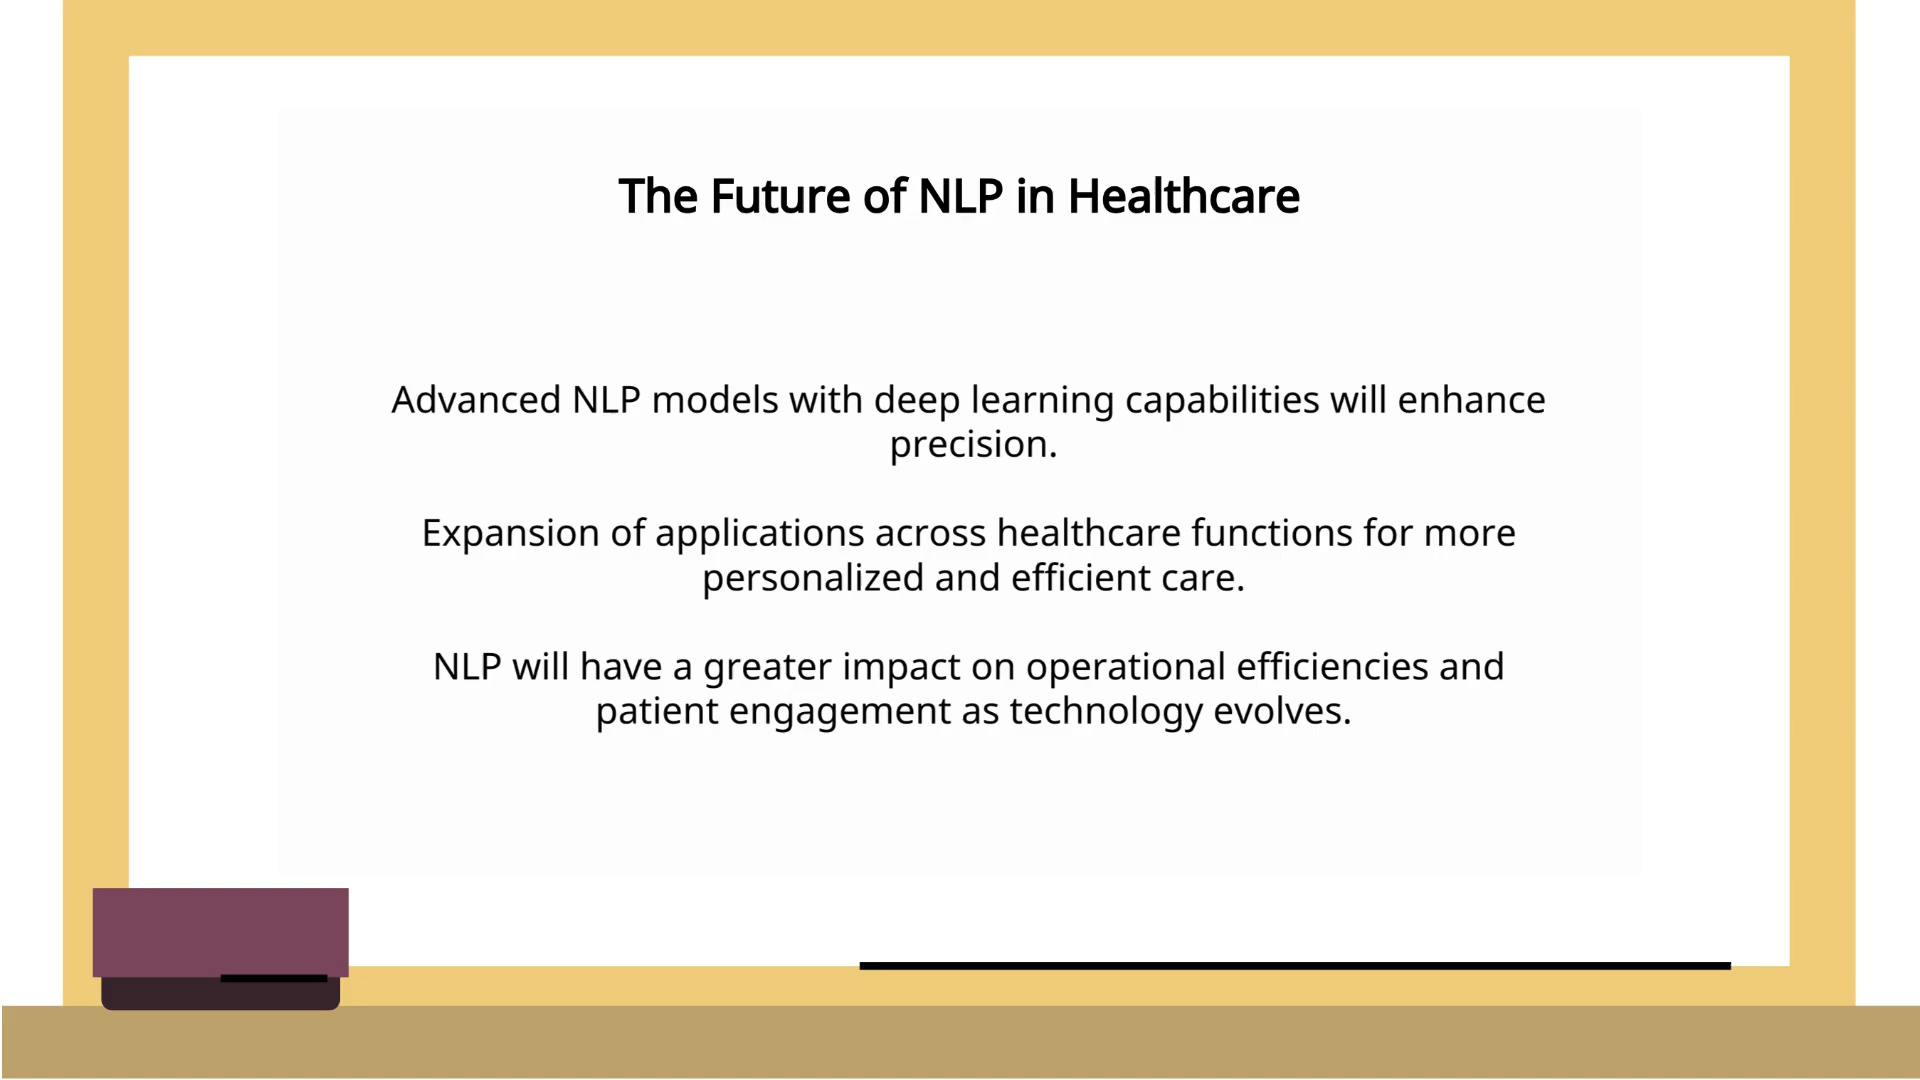 The Future of NLP in Healthcare
Advanced NLP models with deep learning capabilities will enhance
precision.
Expansion of applications across healthcare functions for more
personalized and efficient care.
NLP will have a greater impact on operational efficiencies and
patient engagement as technology evolves.